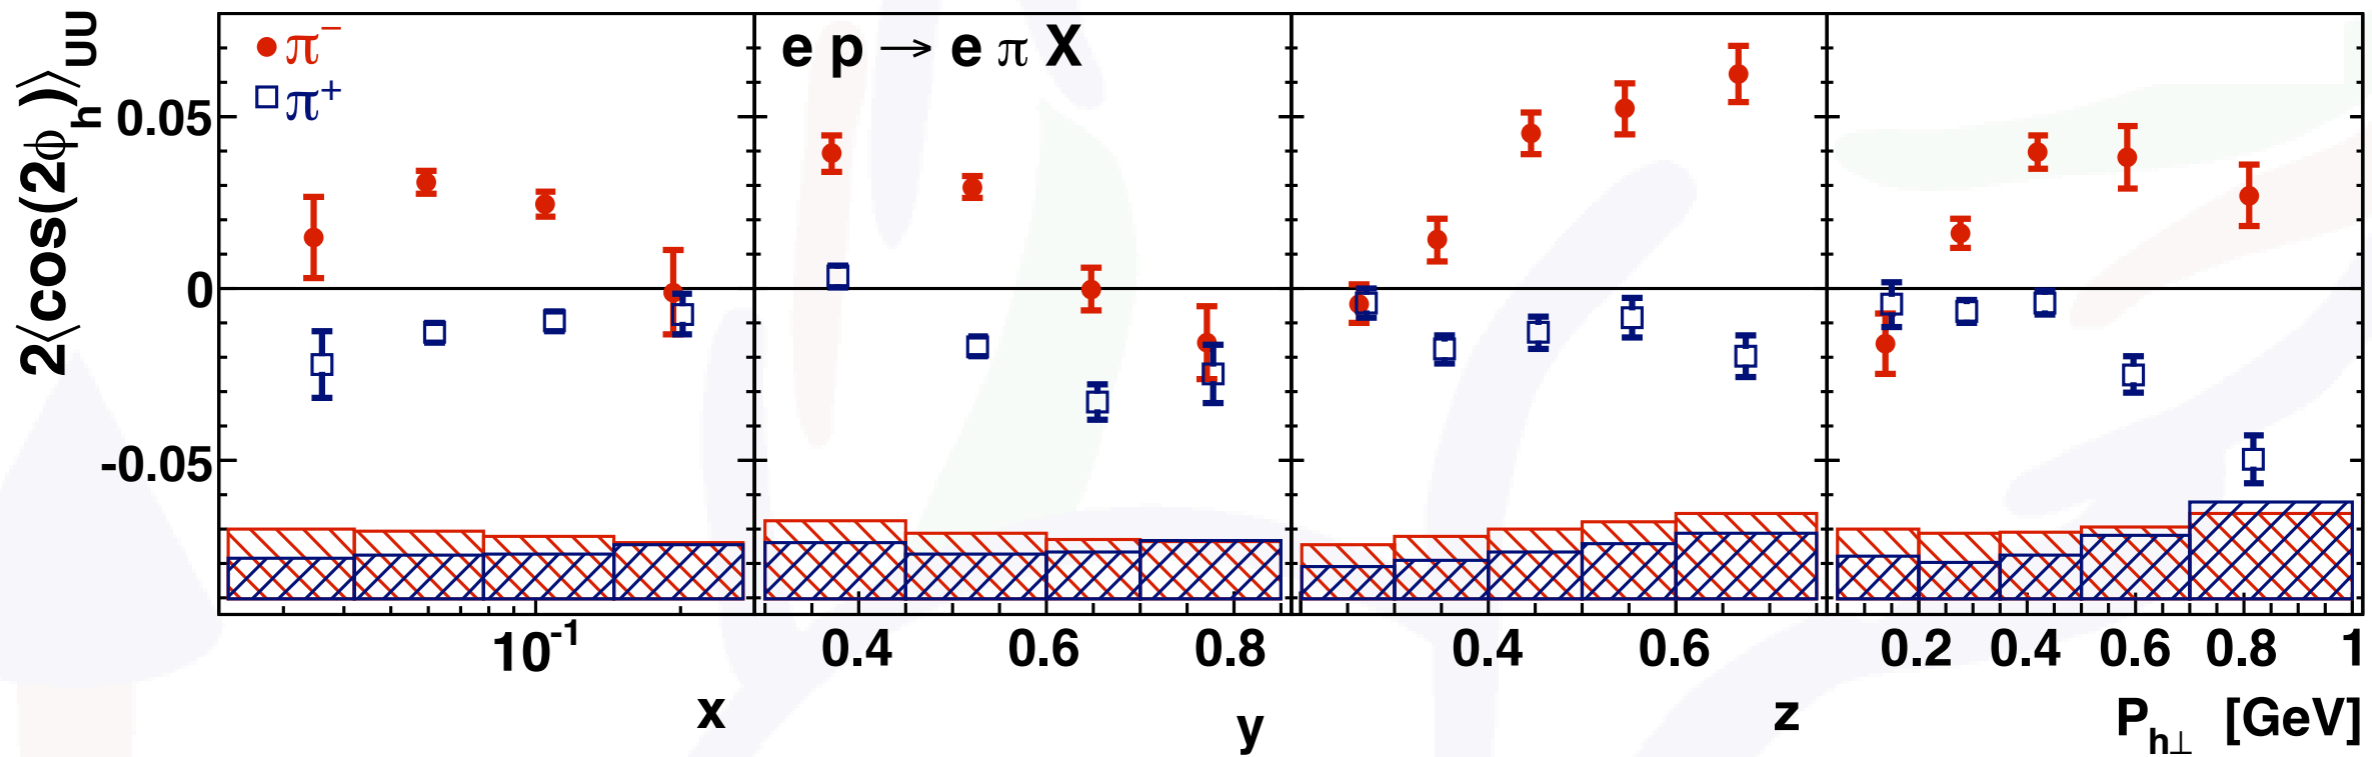 2⟨cos(2ϕh)⟩UU
π−
π+
e p → e π X
0.05
0
-0.05
10-1
0.4 0.6 0.8
0.4 0.6
0.2 0.4 0.6 0.8 1
x
y
z
Ph⊥ [GeV]